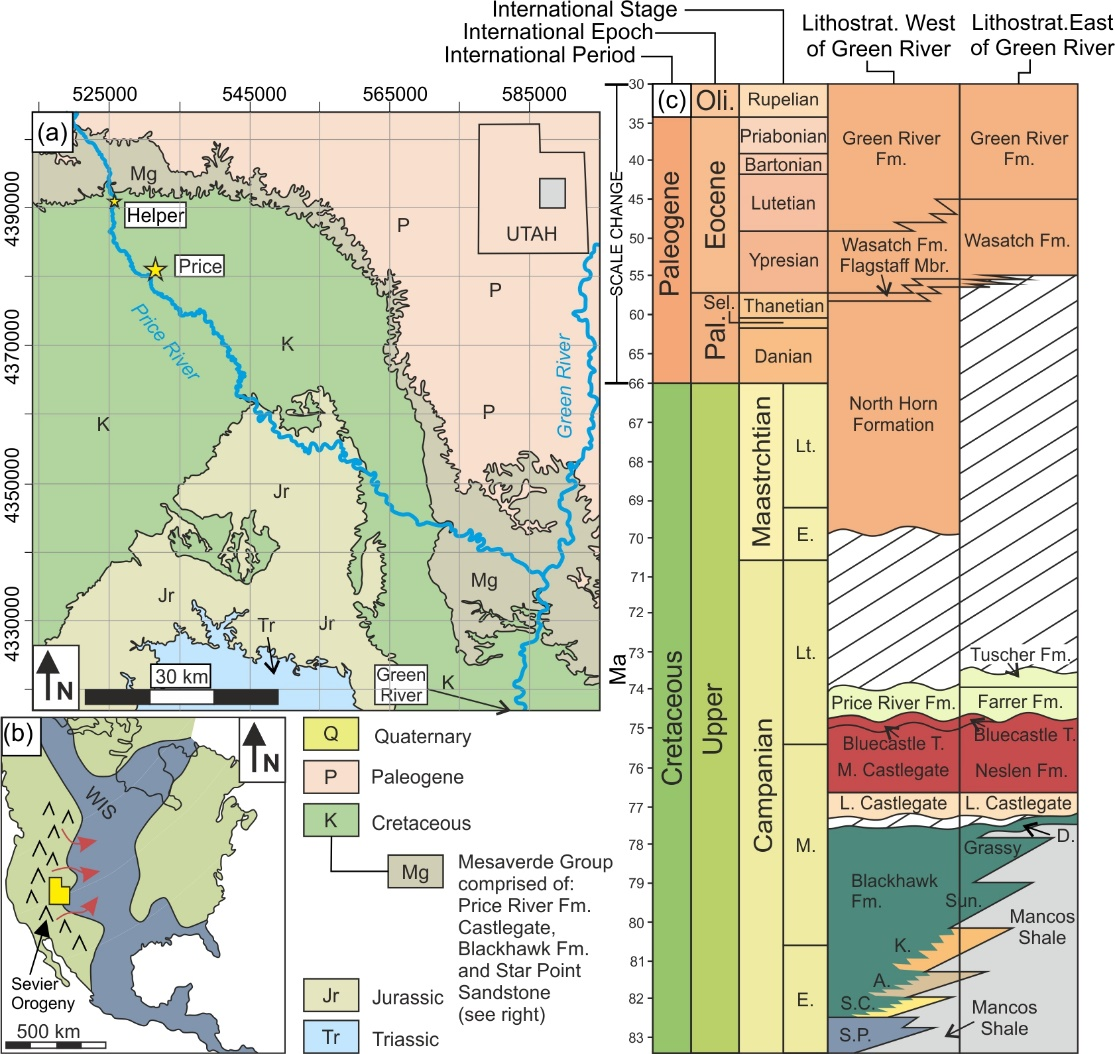 International Stage
International Epoch
International Period
Lithostrat. West
of Green River
Lithostrat.East
of Green River
(a)
525000
545000
565000
585000
4390000
4370000
4350000
4330000
Mg
Helper
Price
Price River
K
K
P
P
P
UTAH
Green River
Jr
Jr
Jr
Tr
Mg
K
Green
River
N
30 km
(b)
N
WIS
Sevier
Orogeny
500 km
Q
Quaternary
P
Paleogene
K
Cretaceous
Mg
Mesaverde Group
comprised of:
Price River Fm.
Castlegate,
Blackhawk Fm.
and Star Point
Sandstone
(see right)
Jr
Jurassic
Tr
Triassic
(c)
SCALE CHANGE
Ma
30
35
40
45
50
55
60
65
66
67
68
69
70
71
72
73
74
75
76
77
78
79
80
81
82
83
Paleogene
Cretaceous
Oli.
Eocene
Pal.
Upper
Rupelian
Priabonian
Bartonian
Lutetian
Ypresian
Sel.
Thanetian
Danian
Maastrchtian
Lt.
E.
Campanian
Lt.
M.
E.
Green River
Fm.
Green River
Fm.
Wasatch Fm.
Flagstaff Mbr.
Wasatch Fm.
North Horn
Formation
Tuscher Fm.
Price River Fm.
Farrer Fm.
Bluecastle T.
Bluecastle T.
M. Castlegate
Neslen Fm.
L. Castlegate
L. Castlegate
D.
Grassy
Blackhawk
Fm.
Sun.
Mancos
Shale
K.
A.
S.C.
S.P.
Mancos
Shale